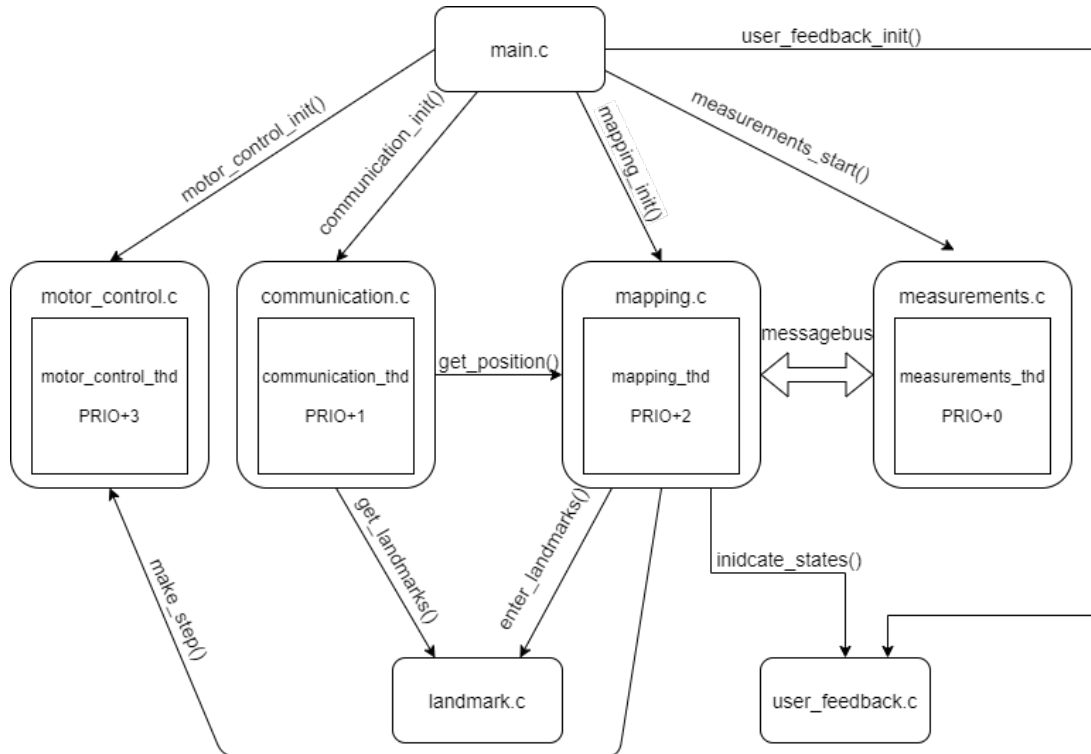 main.c
user_feedback_init()
motor_control_init()
communication_init()
mapping_init()
measurements_start()
motor_control.c
motor_control_thd
PRIO+3
communication.c
communication_thd
PRIO+1
get_position()
mapping.c
mapping_thd
PRIO+2
messagebus
measurements.c
measurements_thd
PRIO+0
make_step()
get_landmarks()
enter_landmarks()
inidcate_states()
landmark.c
user_feedback.c